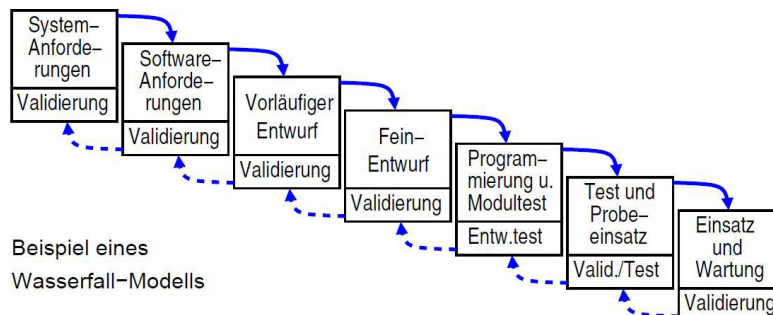 System–
Anforde–
rungen
Validierung
Software–
Anforde–
rungen
Validierung
Vorläufiger
Entwurf
Validierung
Fein–
Entwurf
Validierung
Program–
mierung u.
Modultest
Entw.test
Test und
Probe–
einsatz
Valid./Test
Einsatz
und
Wartung
Validierung
Beispiel eines
Wasserfall–Modells